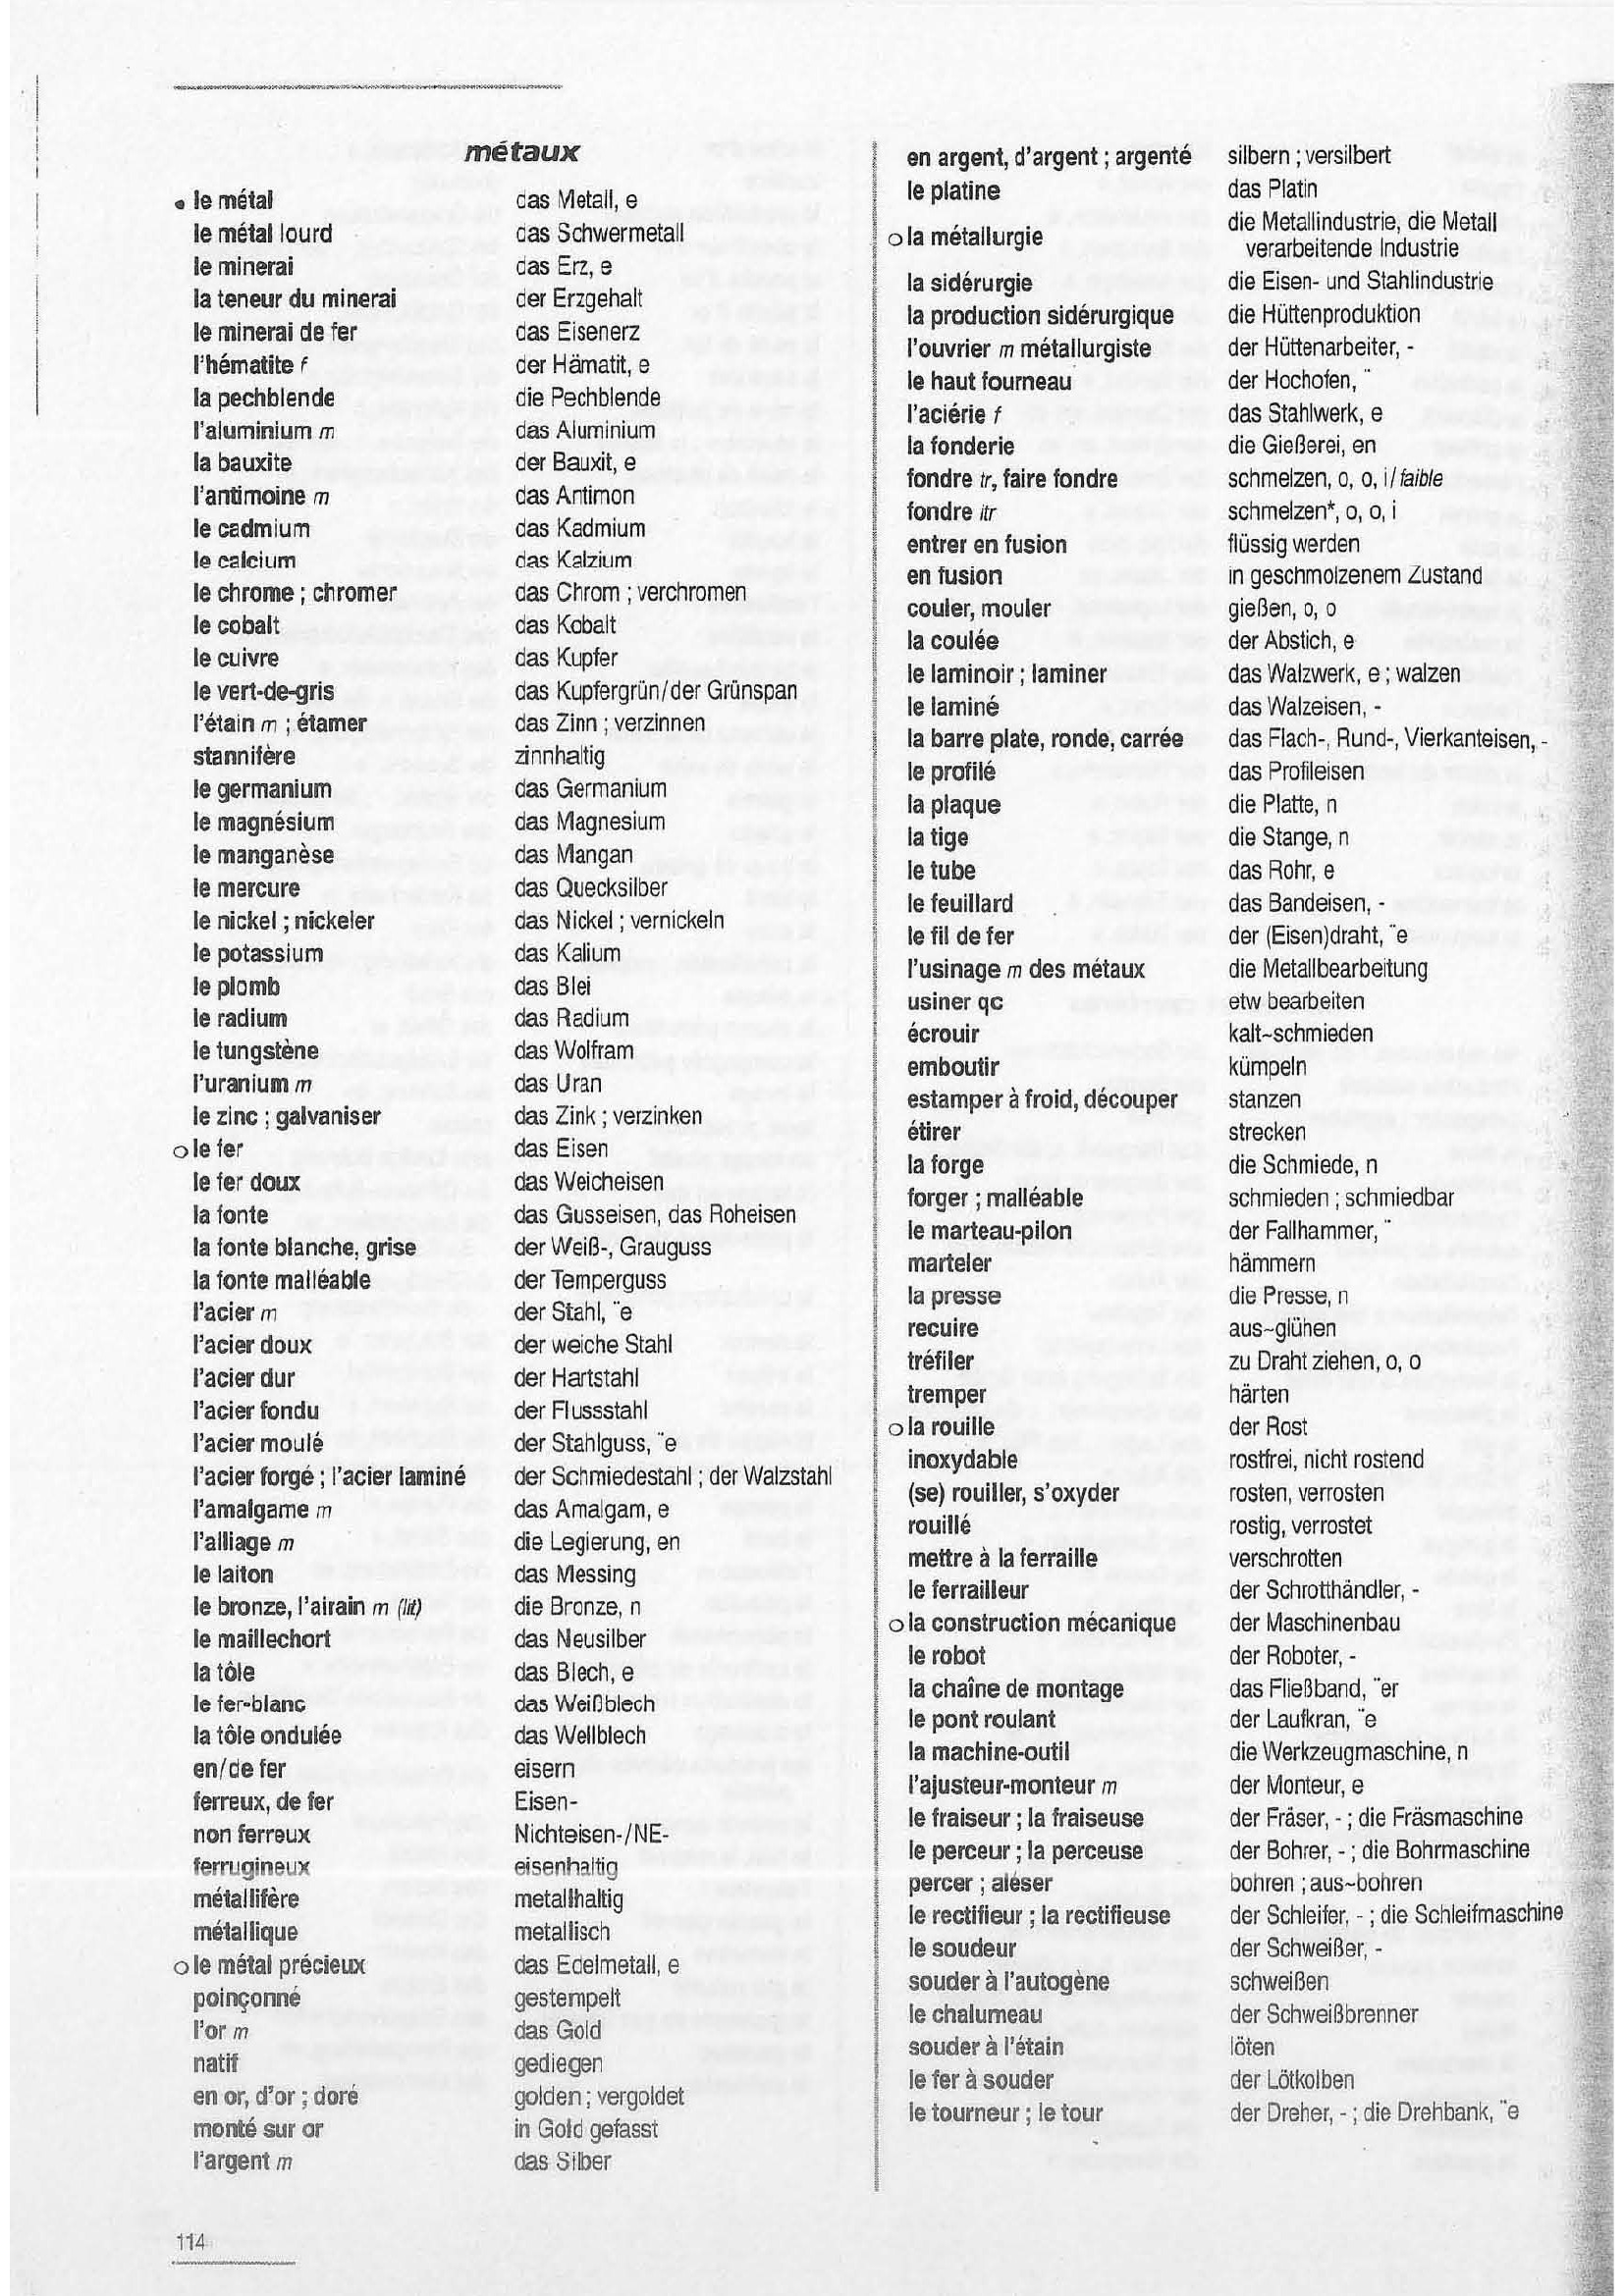 métaux
• le métal das Metall, e
le métal lourd das Schwermetall
le minerai das Erz, e
la teneur du minerai der Erzgehalt
le minerai de fer das Eisenerz
l'hématite f der Hämatit, e
la pechblende die Pechblende
l'aluminium m das Aluminium
la bauxite der Bauxit, e
l'antimoine m das Antimon
le cadmium das Kadmium
le calcium das Kalzium
le chrome ; chromer das Chrom ; verchromen
le cobalt das Kobalt
le cuivre das Kupfer
le vert-de-gris das Kupfergrün/der Grünspan
l'étain m ; étamer das Zinn ; verzinnen
stannifère zinnhaltig
le germanium das Germanium
le magnésium das Magnesium
le manganèse das Mangan
le mercure das Quecksilber
le nickel ; nickeler das Nickel ; vernickeln
le potassium das Kalium
le plomb das Blei
le radium das Radium
le tungstène das Wolfram
l'uranium m das Uran
le zinc ; galvaniser das Zink ; verzinken
o le fer das Eisen
le fer doux das Weicheisen
la fonte das Gusseisen, das Roheisen
la fonte blanche, grise der Weiß-, Grauguss
la fonte malléable der Temperguss
l'acier m der Stahl, ¨e
l'acier doux der weiche Stahl
l'acier dur der Hartstahl
l'acier fondu der Flussstahl
l'acier moulé der Stahlguss, ¨e
l'acier forgé ; l'acier laminé der Schmiedestahl ; der Walzstahl
l'amalgame m das Amalgam, e
l'alliage m die Legierung, en
le laiton das Messing
le bronze, l'airain m (lit) die Bronze, n
le maillechort das Neusilber
la tôle das Blech, e
le fer-blanc das Weißblech
la tôle ondulée das Wellblech
en/de fer eisern
ferreux, de fer Eisen-
non ferreux Nichteisen-/NE-
ferrugineux eisenhaltig
métallifère metallhaltig
métallique metallisch
o le métal précieux das Edelmetall, e
poinçonné gestempelt
l'or m das Gold
natif gediegen
en or, d'or ; doré golden ; vergoldet
monté sur or in Gold gefasst
l'argent m das Silber
en argent, d'argent ; argenté silbern ; versilbert
le platine das Platin
o la métallurgie die Metallindustrie, die Metall
verarbeitende Industrie
la sidérurgie die Eisen- und Stahlindustrie
la production sidérurgique die Hüttenproduktion
l'ouvrier m métallurgiste der Hüttenarbeiter, -
le haut fourneau der Hochofen, ¨
l'aciérie f das Stahlwerk, e
la fonderie die Gießerei, en
fondre tr, faire fondre schmelzen, o, o, i/faible
fondre itr schmelzen*, o, o, i
entrer en fusion flüssig werden
en fusion in geschmolzenem Zustand
couler, mouler gießen, o, o
la coulée der Abstich, e
le laminoir ; laminer das Walzwerk, e ; walzen
le laminé das Walzeisen, -
la barre plate, ronde, carrée das Flach-, Rund-, Vierkanteisen, -
le profilé das Profileisen
la plaque die Platte, n
la tige die Stange, n
le tube das Rohr, e
le feuillard das Bandeisen, -
le fil de fer der (Eisen)draht, ¨e
l'usinage m des métaux die Metallbearbeitung
usiner qc etw bearbeiten
écrouir kalt~schmieden
emboutir kümpeln
estamper à froid, découper stanzen
étirer strecken
la forge die Schmiede, n
forger ; malléable schmieden ; schmiedbar
le marteau-pilon der Fallhammer, ¨
marteler hämmern
la presse die Presse, n
recuire aus~glühen
tréfiler zu Draht ziehen, o, o
tremper härten
o la rouille der Rost
inoxydable rostfrei, nicht rostend
(se) rouiller, s'oxyder rosten, verrosten
rouillé rostig, verrostet
mettre à la ferraille verschrotten
le ferrailleur der Schrotthändler, -
o la construction mécanique der Maschinenbau
le robot der Roboter, -
la chaîne de montage das Fließband, ¨er
le pont roulant der Laufkran, ¨e
la machine-outil die Werkzeugmaschine, n
l'ajusteur-monteur m der Monteur, e
le fraiseur ; la fraiseuse der Fräser, - ; die Fräsmaschine
le perceur ; la perceuse der Bohrer, - ; die Bohrmaschine
percer ; aléser bohren ; aus~bohren
le rectifieur ; la rectifieuse der Schleifer, - ; die Schleifmaschine
le soudeur der Schweißer, -
souder à l'autogène schweißen
le chalumeau der Schweißbrenner
souder à l'étain löten
le fer à souder der Lötkolben
le tourneur ; le tour der Dreher, - ; die Drehbank, ¨e
114